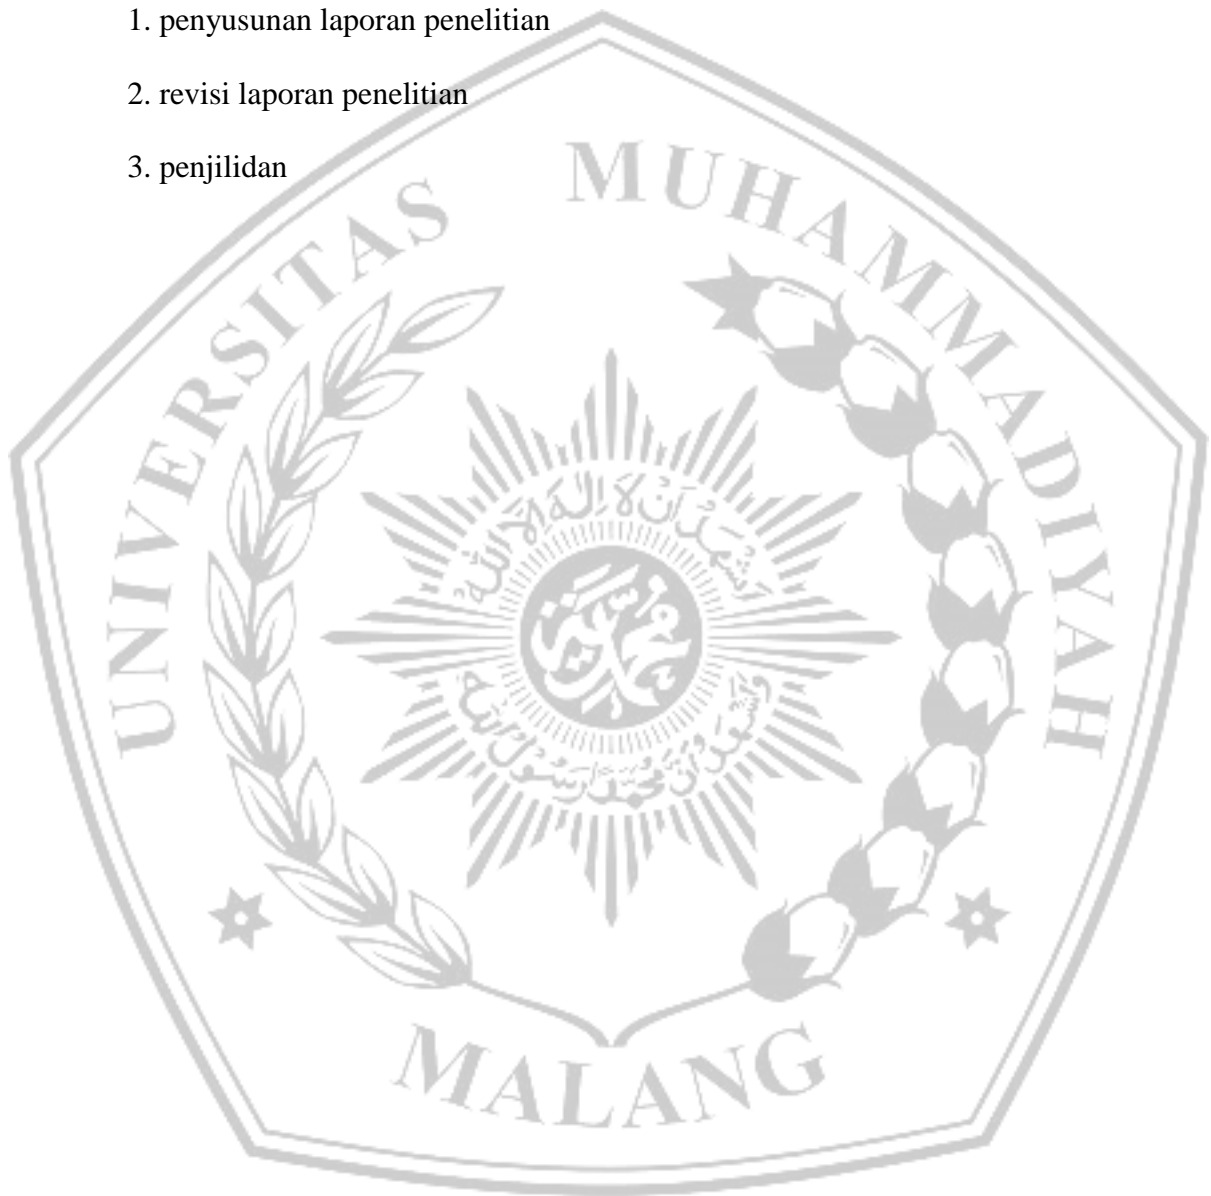 1. penyusunan laporan penelitian
2. revisi laporan penelitian
3. penjilidan
UNIVERSITAS MUHAMMADIYAH
MALANG